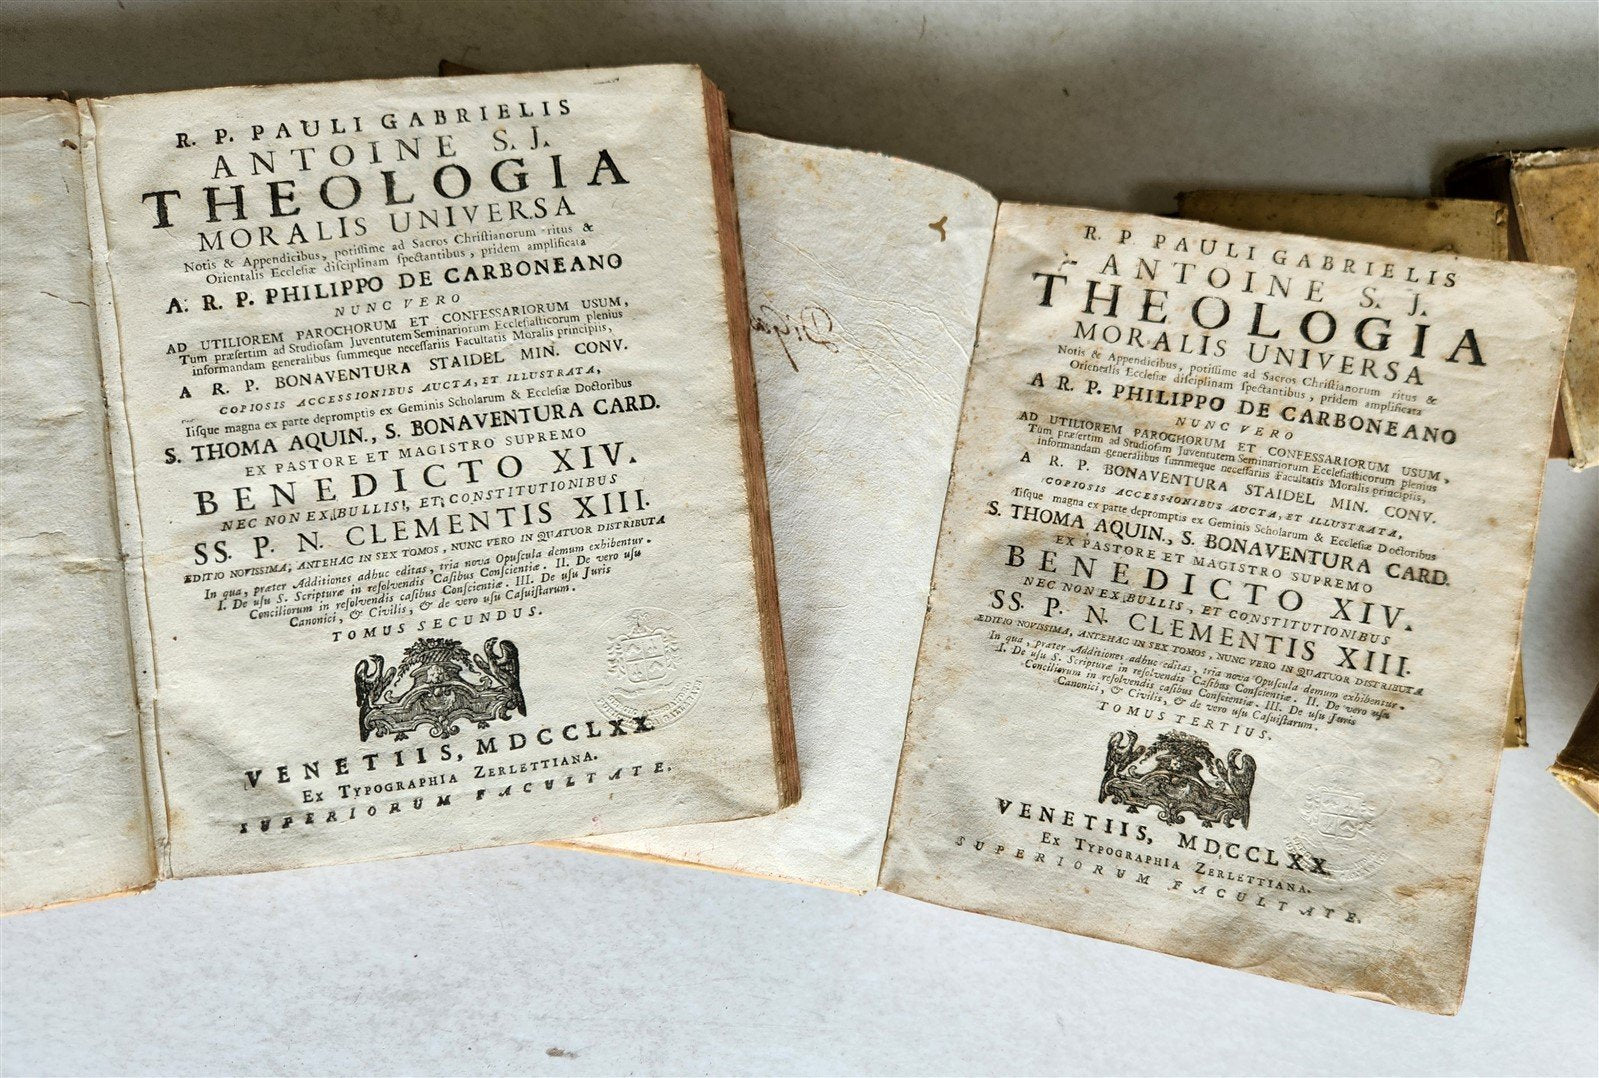 R. P. PAULI GABRIELIS
ANTOINE S. J.
THEOLOGIA
MORALIS UNIVERSA
Notis & Appendicibus, potiſſime ad Sacros Chriſtianorum ritus &
Orientalis Eccleſiæ diſciplinam ſpectantibus, pridem amplificata
A. R. P. PHILIPPO DE CARBONEANO
NUNC VERO
AD UTILIOREM PAROCHORUM ET CONFESSARIORUM USUM,
Tum præſertim ad Studioſam Juventutem Seminariorum Eccleſiaſticorum plenius
informandam generalibus ſummeque neceſſariis Facultatis Moralis principiis,
A R. P. BONAVENTURA STAIDEL MIN. CONV.
COPIOSIS ACCESSIONIBUS AUCTA, ET ILLUSTRATA,
Iiſque magna ex parte depromptis ex Geminis Scholarum & Eccleſiæ Doctoribus
S. THOMA AQUIN., S. BONAVENTURA CARD.
EX PASTORE ET MAGISTRO SUPREMO
BENEDICTO XIV.
NEC NON EX BULLIS, ET CONSTITUTIONIBUS
SS. P. N. CLEMENTIS XIII.
EDITIO NOVISSIMA, ANTEHAC IN SEX TOMOS, NUNC VERO IN QUATUOR DISTRIBUTA
In qua, præter Additiones adhuc editas, tria nova Opuſcula demum exhibentur.
I. De uſu S. Scripturæ in reſolvendis Caſibus Conſcientiæ. II. De vero uſu
Conciliorum in reſolvendis caſibus Conſcientiæ. III. De uſu Juris
Canonici, & Civilis, & de vero uſu Caſuiſtarum.
TOMUS SECUNDUS.
VENETIIS, MDCCLXX
EX TYPOGRAPHIA ZERLETTIANA.
SUPERIORUM FACULTATE.
R. P. PAULI GABRIELIS
ANTOINE S. J.
THEOLOGIA
MORALIS UNIVERSA
Notis & Appendicibus, potiſſime ad Sacros Chriſtianorum ritus &
Orientalis Eccleſiæ diſciplinam ſpectantibus, pridem amplificata
A R. P. PHILIPPO DE CARBONEANO
NUNC VERO
AD UTILIOREM PAROCHORUM ET CONFESSARIORUM USUM,
Tum præſertim ad Studioſam Juventutem Seminariorum Eccleſiaſticorum plenius
informandam generalibus ſummeque neceſſariis Facultatis Moralis principiis,
A R. P. BONAVENTURA STAIDEL MIN. CONV.
COPIOSIS ACCESSIONIBUS AUCTA, ET ILLUSTRATA,
Iiſque magna ex parte depromptis ex Geminis Scholarum & Eccleſiæ Doctoribus
S. THOMA AQUIN., S. BONAVENTURA CARD.
EX PASTORE ET MAGISTRO SUPREMO
BENEDICTO XIV.
NEC NON EX BULLIS, ET CONSTITUTIONIBUS
SS. P. N. CLEMENTIS XIII.
EDITIO NOVISSIMA, ANTEHAC IN SEX TOMOS, NUNC VERO IN QUATUOR DISTRIBUTA
In qua, præter Additiones adhuc editas, tria nova Opuſcula demum exhibentur.
I. De uſu S. Scripturæ in reſolvendis Caſibus Conſcientiæ. II. De vero uſu
Conciliorum in reſolvendis caſibus Conſcientiæ. III. De uſu Juris
Canonici, & Civilis, & de vero uſu Caſuiſtarum.
TOMUS TERTIUS.
VENETIIS, MDCCLXX
EX TYPOGRAPHIA ZERLETTIANA.
SUPERIORUM FACULTATE.